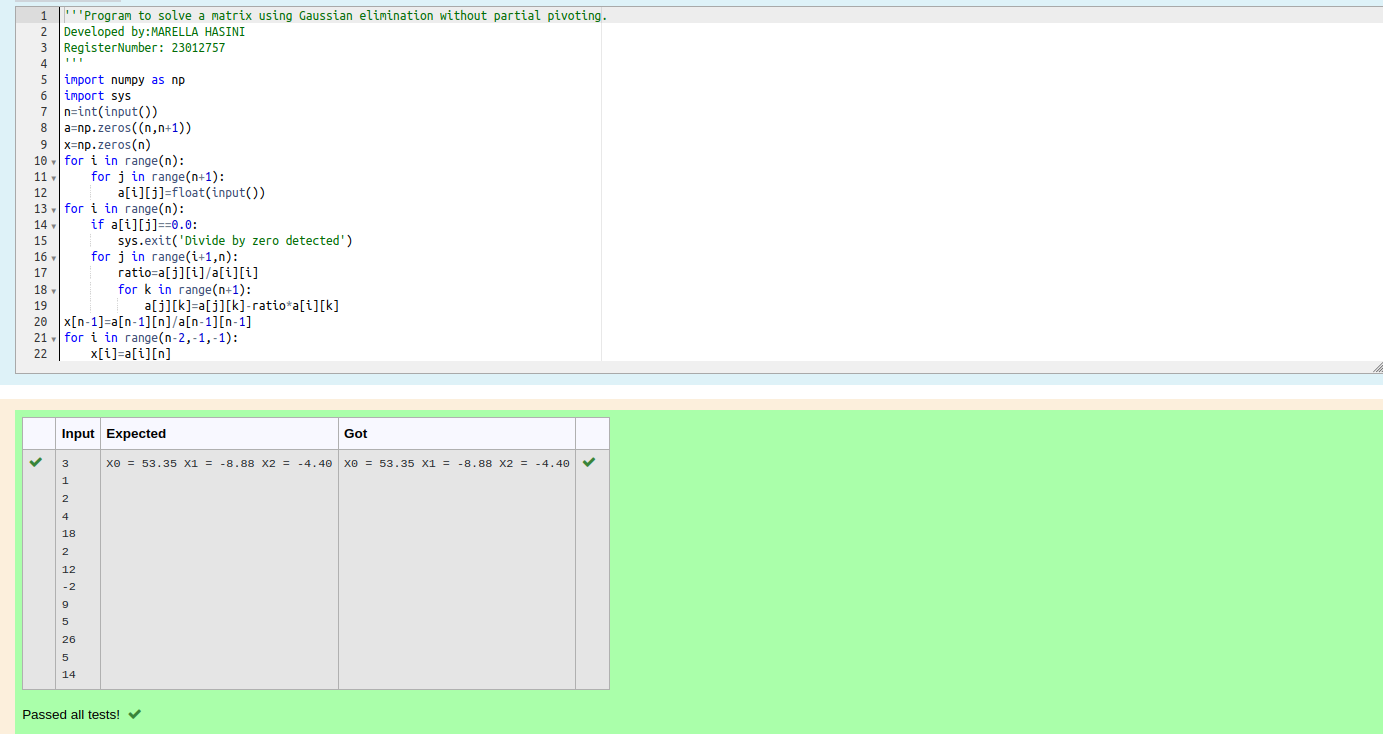 1 '''Program to solve a matrix using Gaussian elimination without partial pivoting.
2 Developed by:MARELLA HASINI
3 RegisterNumber: 23012757
4 '''
5 import numpy as np
6 import sys
7 n=int(input())
8 a=np.zeros((n,n+1))
9 x=np.zeros(n)
10 for i in range(n):
11     for j in range(n+1):
12         a[i][j]=float(input())
13 for i in range(n):
14     if a[i][j]==0.0:
15         sys.exit('Divide by zero detected')
16     for j in range(i+1,n):
17         ratio=a[j][i]/a[i][i]
18         for k in range(n+1):
19             a[j][k]=a[j][k]-ratio*a[i][k]
20 x[n-1]=a[n-1][n]/a[n-1][n-1]
21 for i in range(n-2,-1,-1):
22     x[i]=a[i][n]
Input Expected Got
3 X0 = 53.35 X1 = -8.88 X2 = -4.40 X0 = 53.35 X1 = -8.88 X2 = -4.40
1
2
4
18
2
12
-2
9
5
26
5
14
Passed all tests!